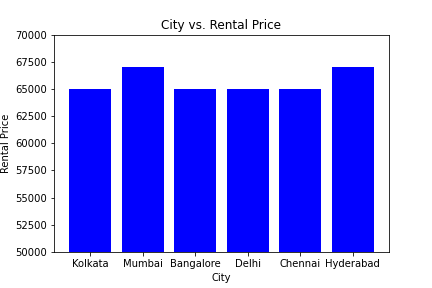 City vs. Rental Price
70000
67500
65000
62500
60000
57500
55000
52500
50000
Rental Price
Kolkata Mumbai Bangalore Delhi Chennai Hyderabad
City